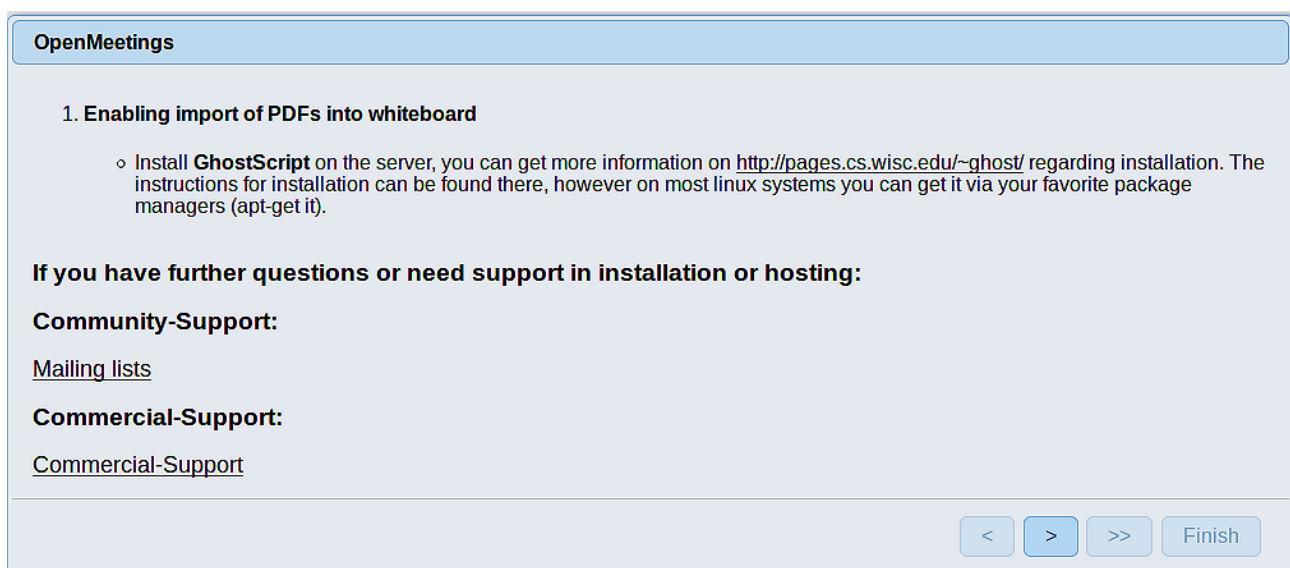 OpenMeetings
1. Enabling import of PDFs into whiteboard
Install GhostScript on the server, you can get more information on http://pages.cs.wisc.edu/~ghost/ regarding installation. The
instructions for installation can be found there, however on most linux systems you can get it via your favorite package
managers (apt-get it).
If you have further questions or need support in installation or hosting:
Community-Support:
Mailing lists
Commercial-Support:
Commercial-Support
< > >> Finish